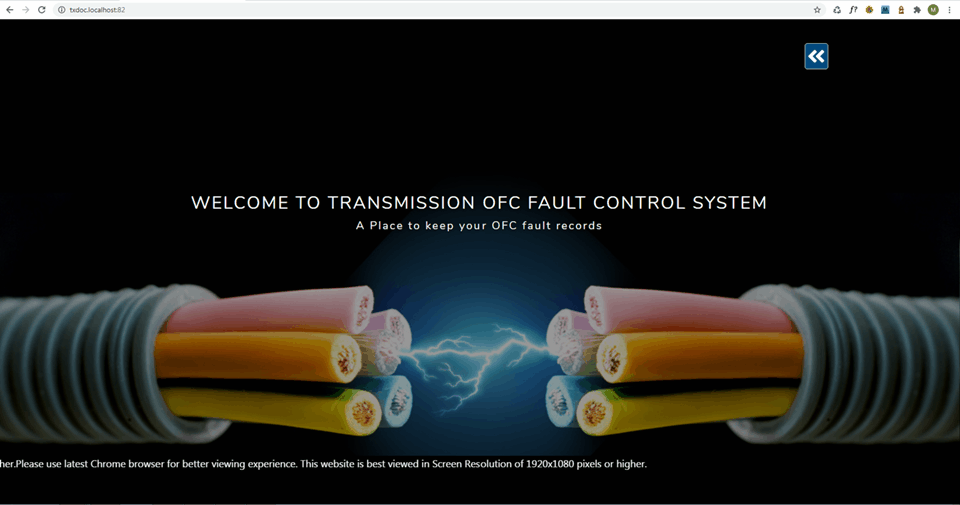 txdoc.localhost:82
f?
M
WELCOME TO TRANSMISSION OFC FAULT CONTROL SYSTEM
A Place to keep your OFC fault records
her.Please use latest Chrome browser for better viewing experience. This website is best viewed in Screen Resolution of 1920x1080 pixels or higher.